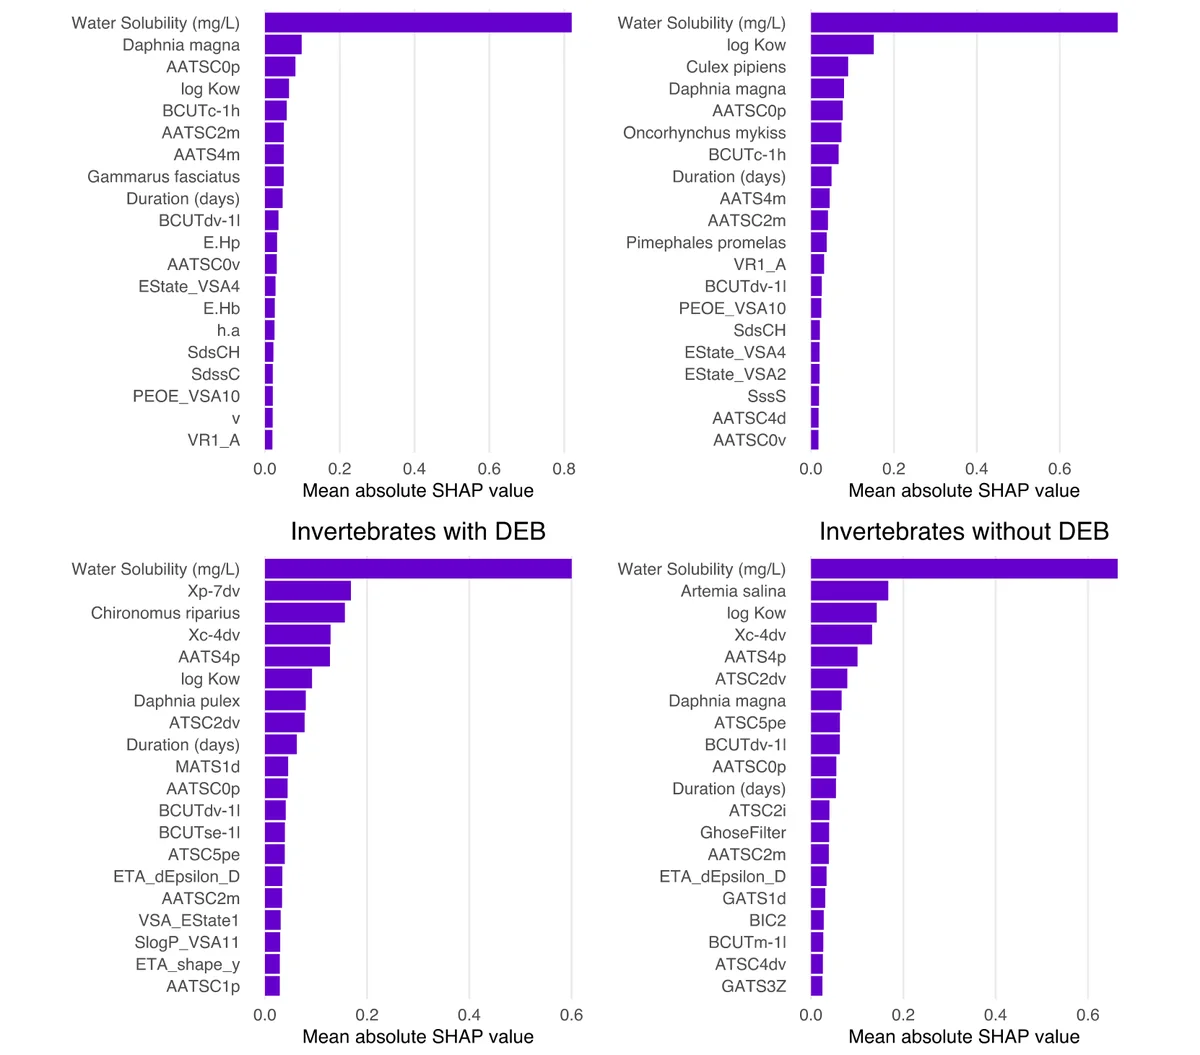 Water Solubility (mg/L)
Daphnia magna
AATSC0p
log Kow
BCUTc-1h
AATSC2m
AATS4m
Gammarus fasciatus
Duration (days)
BCUTdv-1l
E.Hp
AATSC0v
EState_VSA4
E.Hb
h.a
SdsCH
SdssC
PEOE_VSA10
v
VR1_A
0.0 0.2 0.4 0.6 0.8
Mean absolute SHAP value
Water Solubility (mg/L)
log Kow
Culex pipiens
Daphnia magna
AATSC0p
Oncorhynchus mykiss
BCUTc-1h
Duration (days)
AATS4m
AATSC2m
Pimephales promelas
VR1_A
BCUTdv-1l
PEOE_VSA10
SdsCH
EState_VSA4
EState_VSA2
SssS
AATSC4d
AATSC0v
0.0 0.2 0.4 0.6
Mean absolute SHAP value
Invertebrates with DEB
Water Solubility (mg/L)
Xp-7dv
Chironomus riparius
Xc-4dv
AATS4p
log Kow
Daphnia pulex
ATSC2dv
Duration (days)
MATS1d
AATSC0p
BCUTdv-1l
BCUTse-1l
ATSC5pe
ETA_dEpsilon_D
AATSC2m
VSA_EState1
SlogP_VSA11
ETA_shape_y
AATSC1p
0.0 0.2 0.4 0.6
Mean absolute SHAP value
Invertebrates without DEB
Water Solubility (mg/L)
Artemia salina
log Kow
Xc-4dv
AATS4p
ATSC2dv
Daphnia magna
ATSC5pe
BCUTdv-1l
AATSC0p
Duration (days)
ATSC2i
GhoseFilter
AATSC2m
ETA_dEpsilon_D
GATS1d
BIC2
BCUTm-1l
ATSC4dv
GATS3Z
0.0 0.2 0.4 0.6
Mean absolute SHAP value